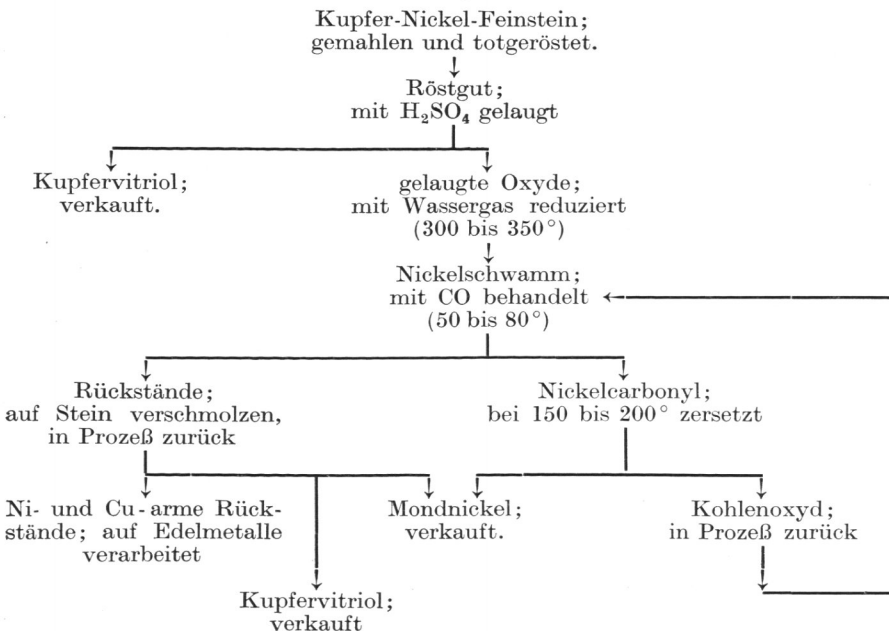 Kupfer-Nickel-Feinstein;
gemahlen und totgeröstet.
Röstgut;
mit H₂SO₄ gelaugt
Kupfervitriol;
verkauft.
gelaugte Oxyde;
mit Wassergas reduziert
(300 bis 350°)
Nickelschwamm;
mit CO behandelt
(50 bis 80°)
Rückstände;
auf Stein verschmolzen,
in Prozeß zurück
Nickelcarbonyl;
bei 150 bis 200° zersetzt
Ni- und Cu-arme Rück-
stände; auf Edelmetalle
verarbeitet
Mondnickel;
verkauft.
Kohlenoxyd;
in Prozeß zurück
Kupfervitriol;
verkauft